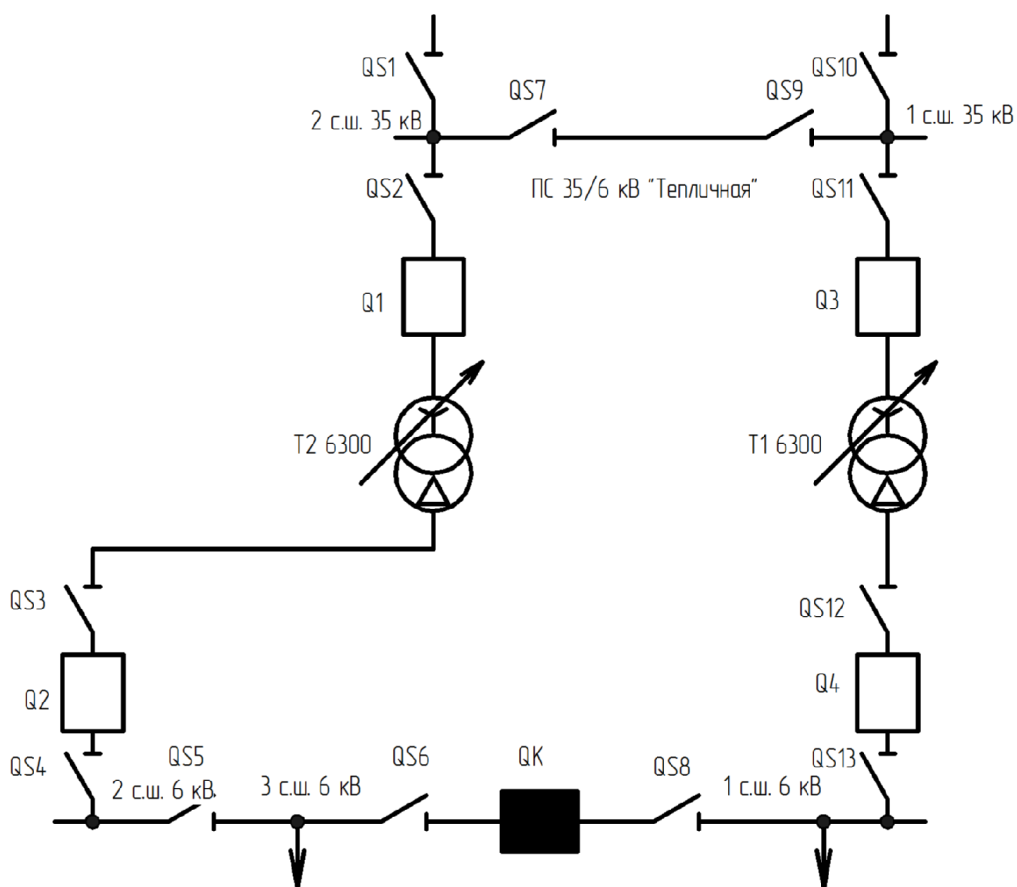 QS1
QS7
QS9
QS10
2 с.ш. 35 кВ
1 с.ш. 35 кВ
QS2
ПС 35/6 кВ "Тепличная"
QS11
Q1
Q3
Т2 6300
Т1 6300
QS3
QS12
Q2
Q4
QS4
QS5
QS6
QK
QS8
QS13
2 с.ш. 6 кВ
3 с.ш. 6 кВ
1 с.ш. 6 кВ